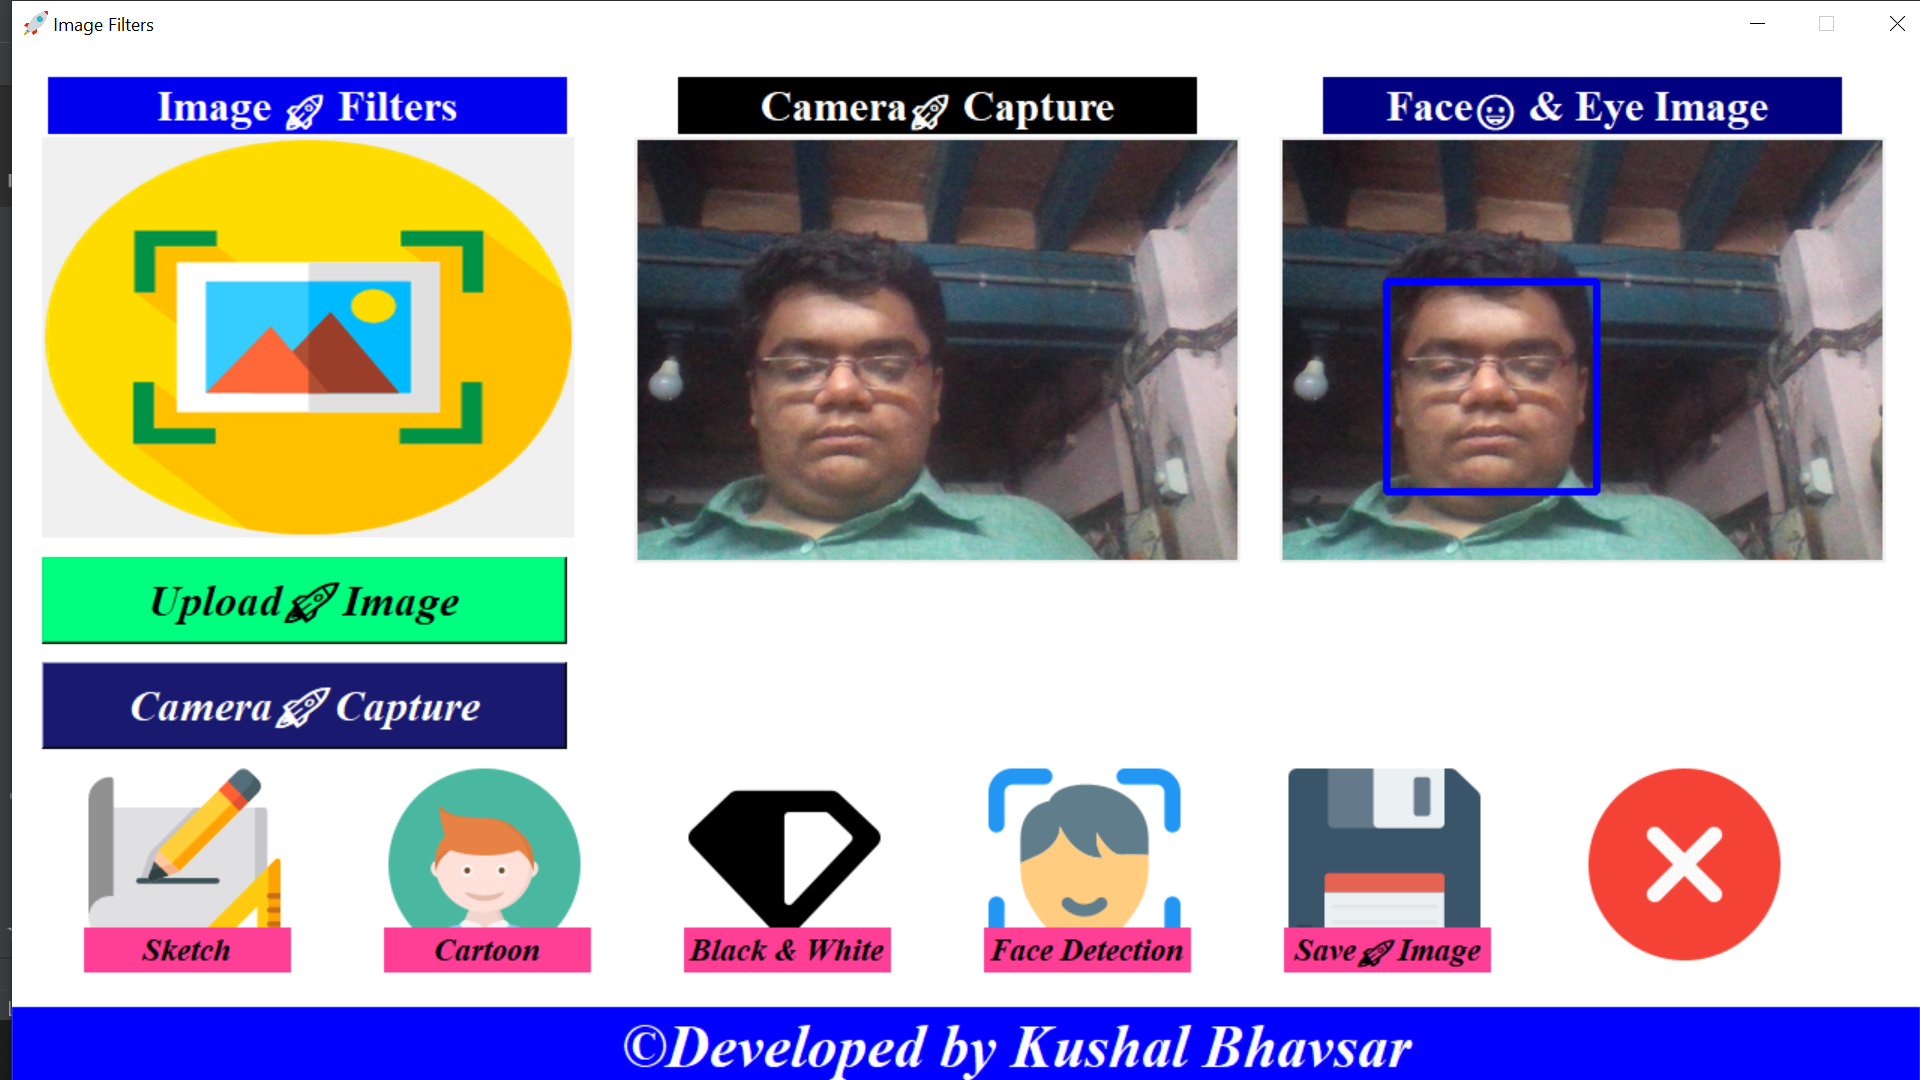 Image Filters
Image 🚀 Filters
Camera🚀 Capture
Face😀 & Eye Image
Upload🚀Image
Camera🚀Capture
Sketch
Cartoon
Black & White
Face Detection
Save🚀Image
©Developed by Kushal Bhavsar